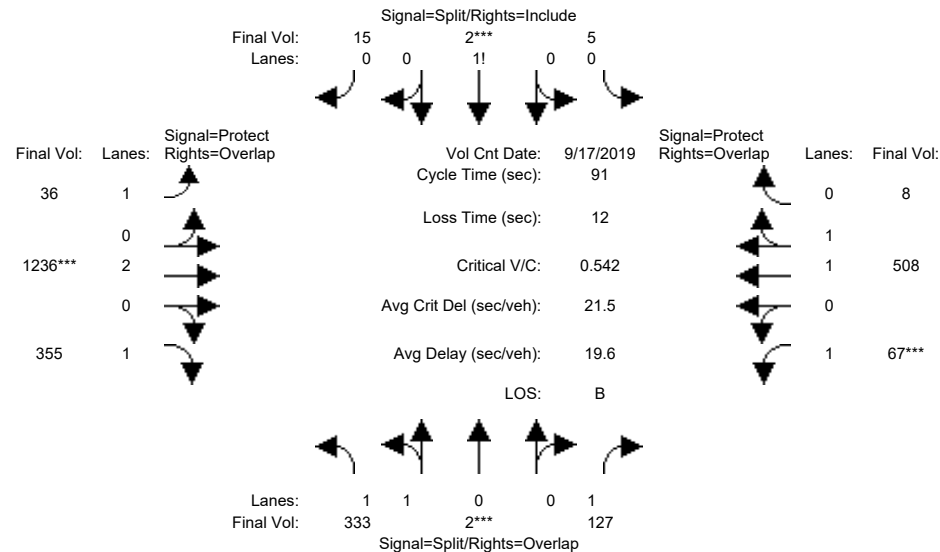 Signal=Split/Rights=Include
Final Vol: 15 2*** 5
Lanes: 0 0 1! 0 0
Signal=Protect Signal=Protect
Final Vol: Lanes: Rights=Overlap Vol Cnt Date: 9/17/2019 Rights=Overlap Lanes: Final Vol:
Cycle Time (sec): 91
36 1 0 8
Loss Time (sec): 12
0 1
1236*** 2 Critical V/C: 0.542 1 508
0 Avg Crit Del (sec/veh): 21.5 0
355 1 Avg Delay (sec/veh): 19.6 1 67***
LOS: B
Lanes: 1 1 0 0 1
Final Vol: 333 2*** 127
Signal=Split/Rights=Overlap